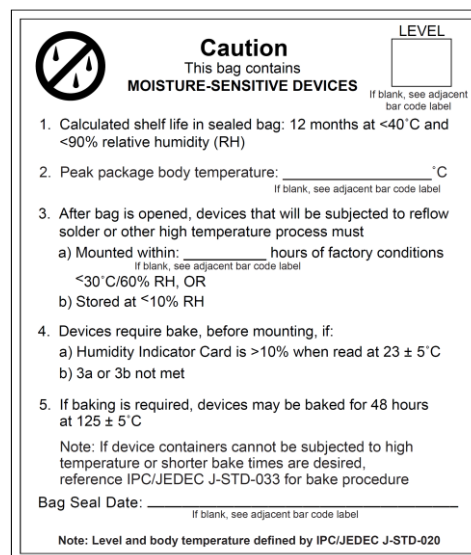 LEVEL
Caution
This bag contains
MOISTURE-SENSITIVE DEVICES
If blank, see adjacent
bar code label
1. Calculated shelf life in sealed bag: 12 months at <40˚C and
<90% relative humidity (RH)
2. Peak package body temperature: ____________________˚C
If blank, see adjacent bar code label
3. After bag is opened, devices that will be subjected to reflow
solder or other high temperature process must
a) Mounted within: ___________ hours of factory conditions
If blank, see adjacent bar code label
<30˚C/60% RH, OR
b) Stored at <10% RH
4. Devices require bake, before mounting, if:
a) Humidity Indicator Card is >10% when read at 23 ± 5˚C
b) 3a or 3b not met
5. If baking is required, devices may be baked for 48 hours
at 125 ± 5˚C
Note: If device containers cannot be subjected to high
temperature or shorter bake times are desired,
reference IPC/JEDEC J-STD-033 for bake procedure
Bag Seal Date: ______________________________
If blank, see adjacent bar code label
Note: Level and body temperature defined by IPC/JEDEC J-STD-020